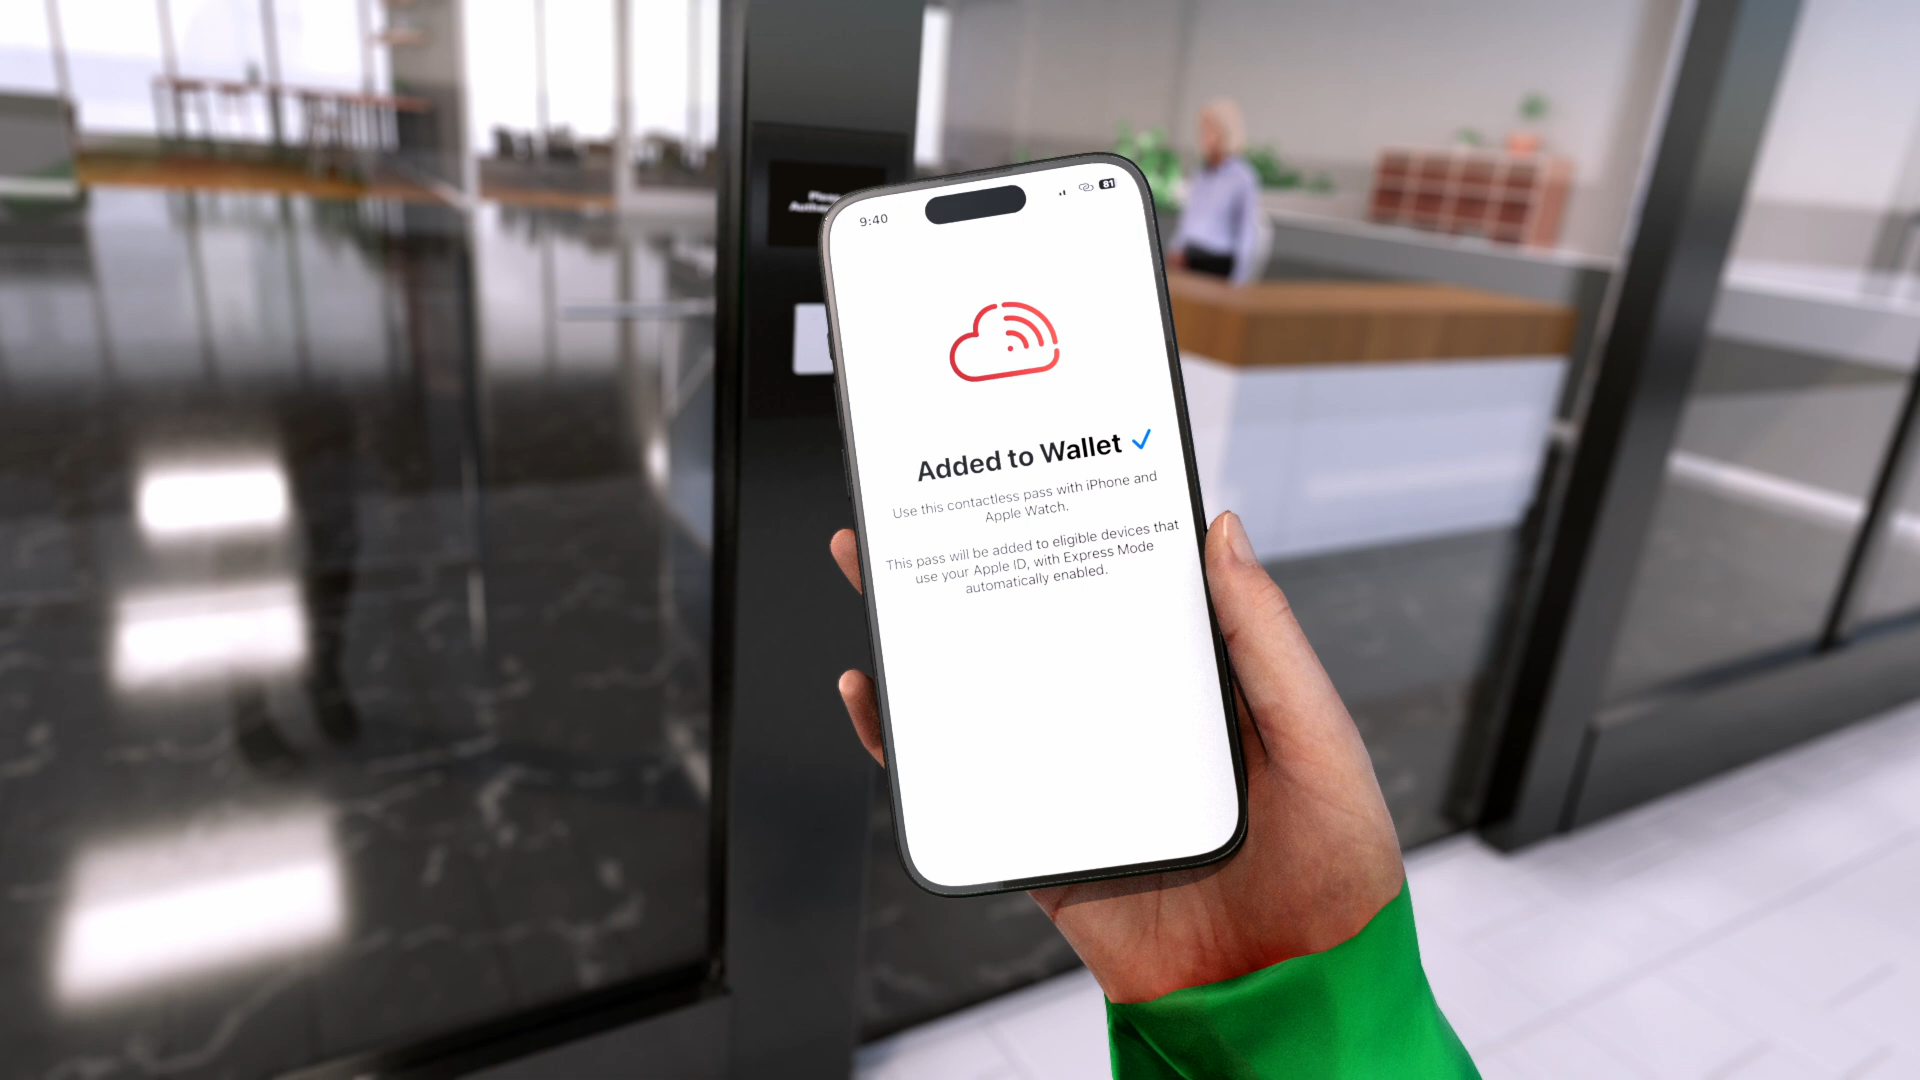 9:40
81
Added to Wallet
Use this contactless pass with iPhone and
Apple Watch.
This pass will be added to eligible devices that
use your Apple ID, with Express Mode
automatically enabled.